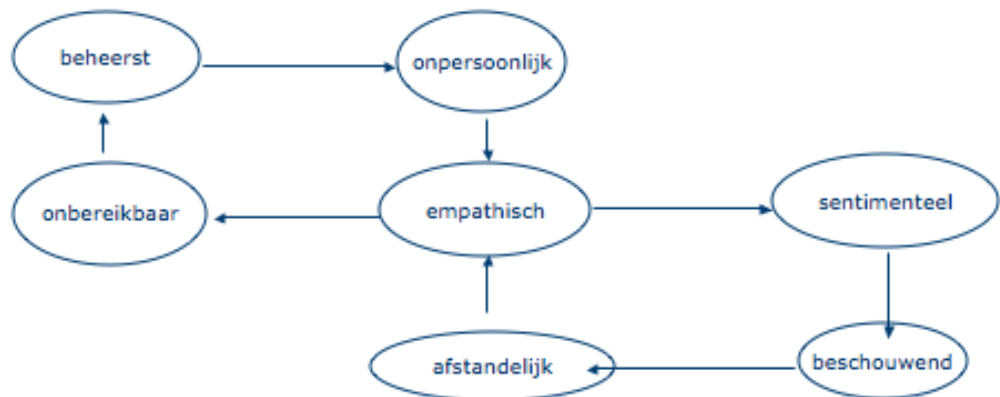 beheerst
onpersoonlijk
onbereikbaar
empathisch
sentimenteel
afstandelijk
beschouwend